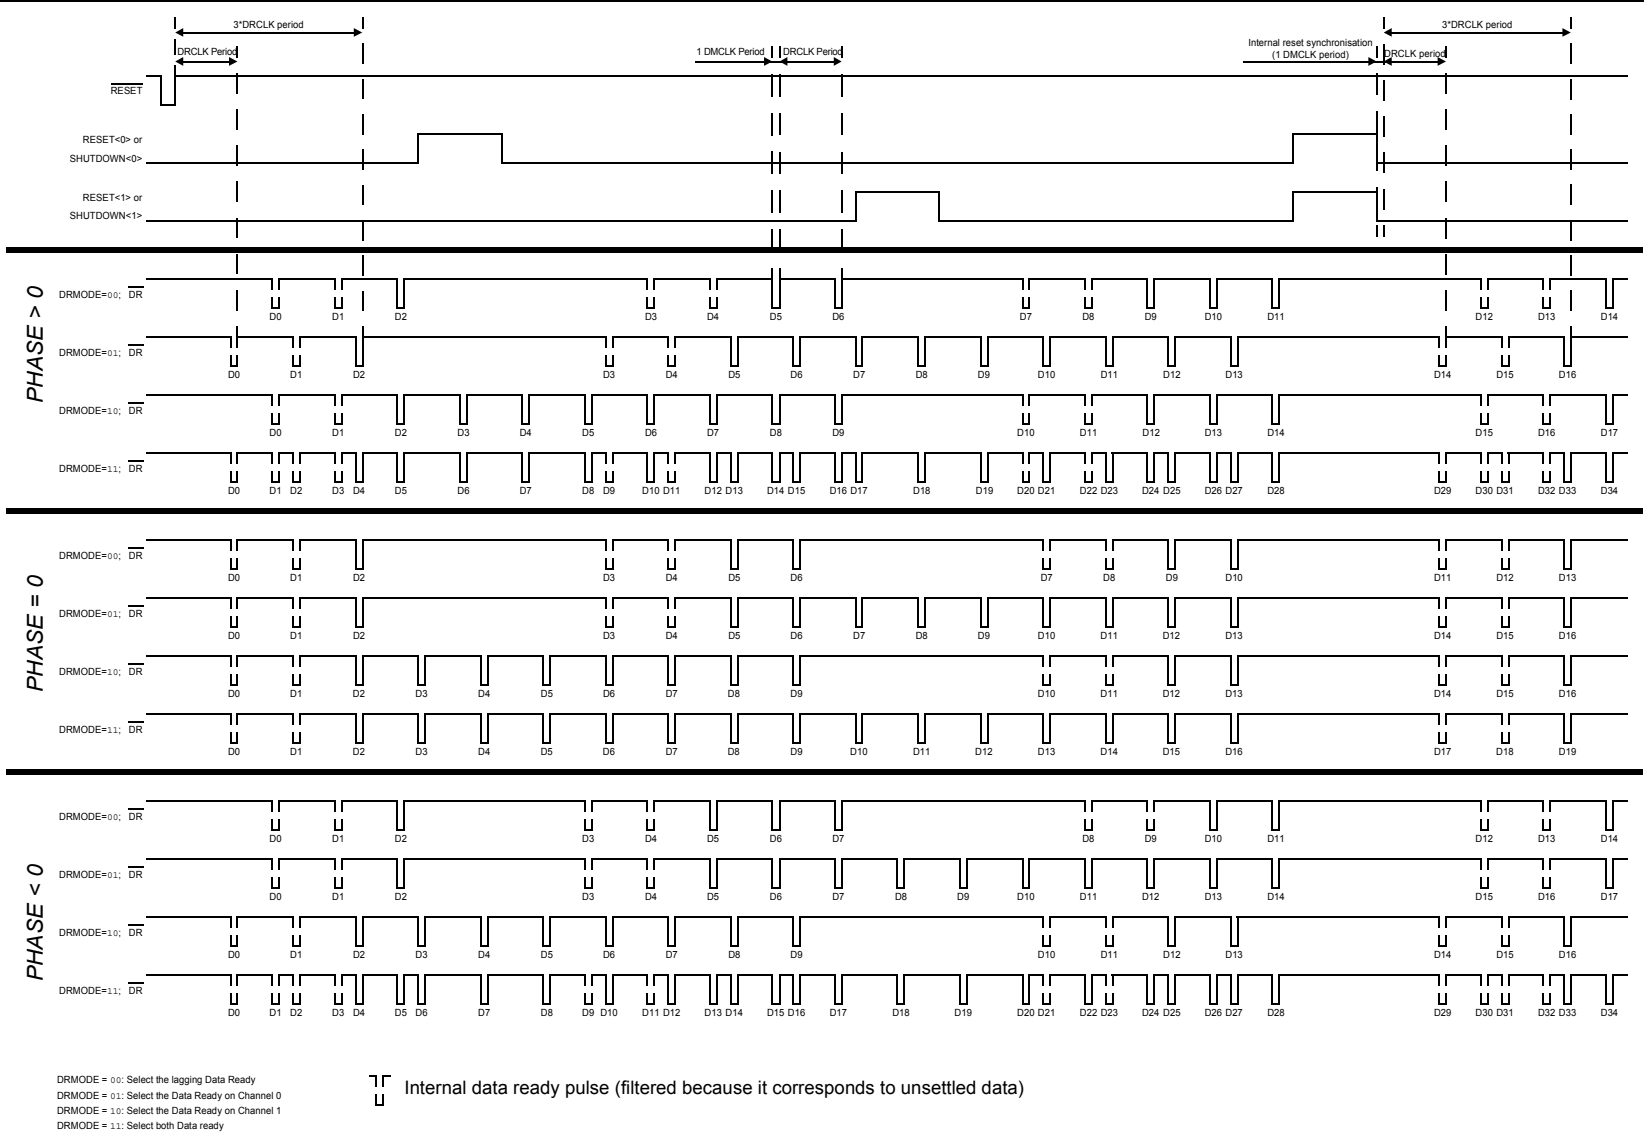 3*DRCLK period 3*DRCLK period
DRCLK Period 1 DMCLK Period DRCLK Period Internal reset synchronisation (1 DMCLK period) DRCLK period
RESET
RESET<0> or
SHUTDOWN<0>
RESET<1> or
SHUTDOWN<1>
PHASE > 0
DRMODE=00; DR
D0 D1 D2 D3 D4 D5 D6 D7 D8 D9 D10 D11 D12 D13 D14
DRMODE=01; DR
D0 D1 D2 D3 D4 D5 D6 D7 D8 D9 D10 D11 D12 D13 D14 D15 D16
DRMODE=10; DR
D0 D1 D2 D3 D4 D5 D6 D7 D8 D9 D10 D11 D12 D13 D14 D15 D16 D17
DRMODE=11; DR
D0 D1 D2 D3 D4 D5 D6 D7 D8 D9 D10 D11 D12 D13 D14 D15 D16 D17 D18 D19 D20 D21 D22 D23 D24 D25 D26 D27 D28 D29 D30 D31 D32 D33 D34
PHASE = 0
DRMODE=00; DR
D0 D1 D2 D3 D4 D5 D6 D7 D8 D9 D10 D11 D12 D13
DRMODE=01; DR
D0 D1 D2 D3 D4 D5 D6 D7 D8 D9 D10 D11 D12 D13 D14 D15 D16
DRMODE=10; DR
D0 D1 D2 D3 D4 D5 D6 D7 D8 D9 D10 D11 D12 D13 D14 D15 D16
DRMODE=11; DR
D0 D1 D2 D3 D4 D5 D6 D7 D8 D9 D10 D11 D12 D13 D14 D15 D16 D17 D18 D19
PHASE < 0
DRMODE=00; DR
D0 D1 D2 D3 D4 D5 D6 D7 D8 D9 D10 D11 D12 D13 D14
DRMODE=01; DR
D0 D1 D2 D3 D4 D5 D6 D7 D8 D9 D10 D11 D12 D13 D14 D15 D16 D17
DRMODE=10; DR
D0 D1 D2 D3 D4 D5 D6 D7 D8 D9 D10 D11 D12 D13 D14 D15 D16
DRMODE=11; DR
D0 D1 D2 D3 D4 D5 D6 D7 D8 D9 D10 D11 D12 D13 D14 D15 D16 D17 D18 D19 D20 D21 D22 D23 D24 D25 D26 D27 D28 D29 D30 D31 D32 D33 D34
DRMODE = 00: Select the lagging Data Ready
DRMODE = 01: Select the Data Ready on Channel 0
DRMODE = 10: Select the Data Ready on Channel 1
DRMODE = 11: Select both Data ready
Internal data ready pulse (filtered because it corresponds to unsettled data)